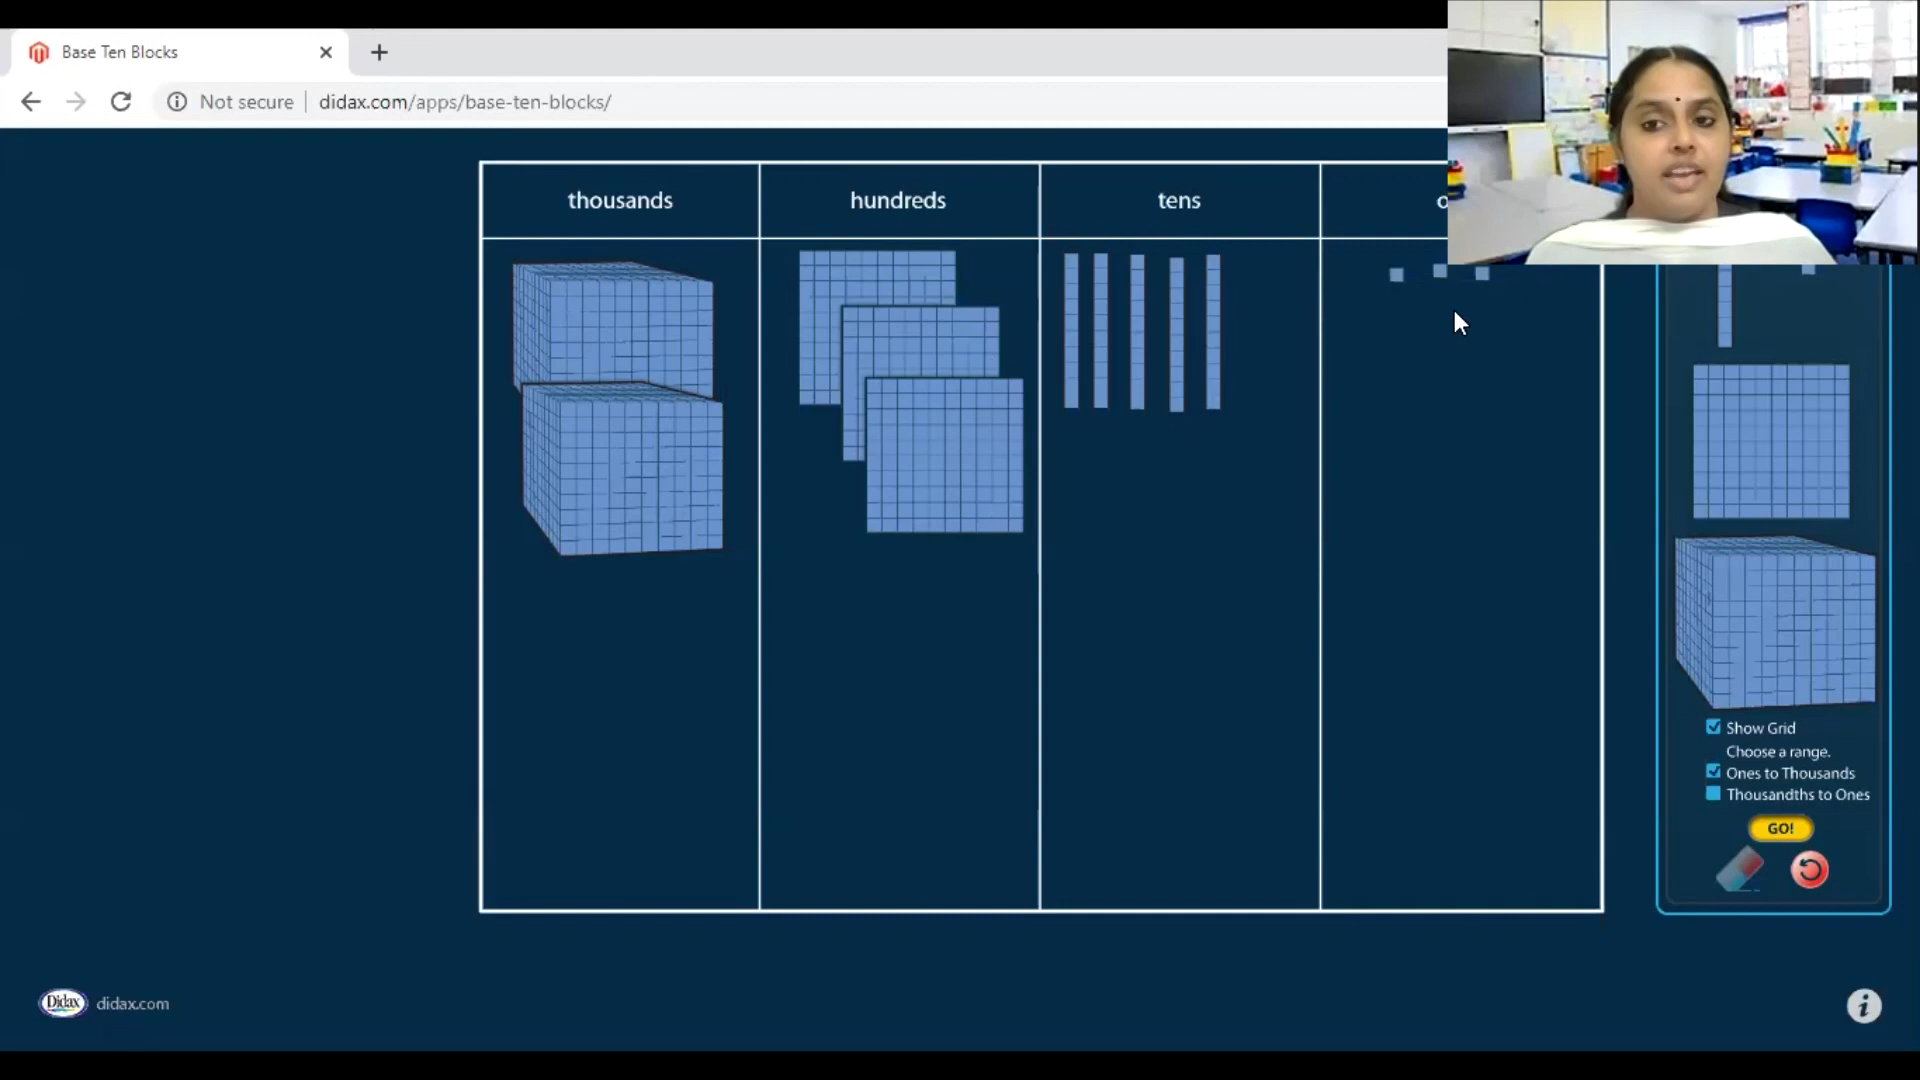 Base Ten Blocks
Not secure didax.com/apps/base-ten-blocks/
thousands hundreds tens
Show Grid
Choose a range.
Ones to Thousands
Thousandths to Ones
GO!
Didax didax.com
i